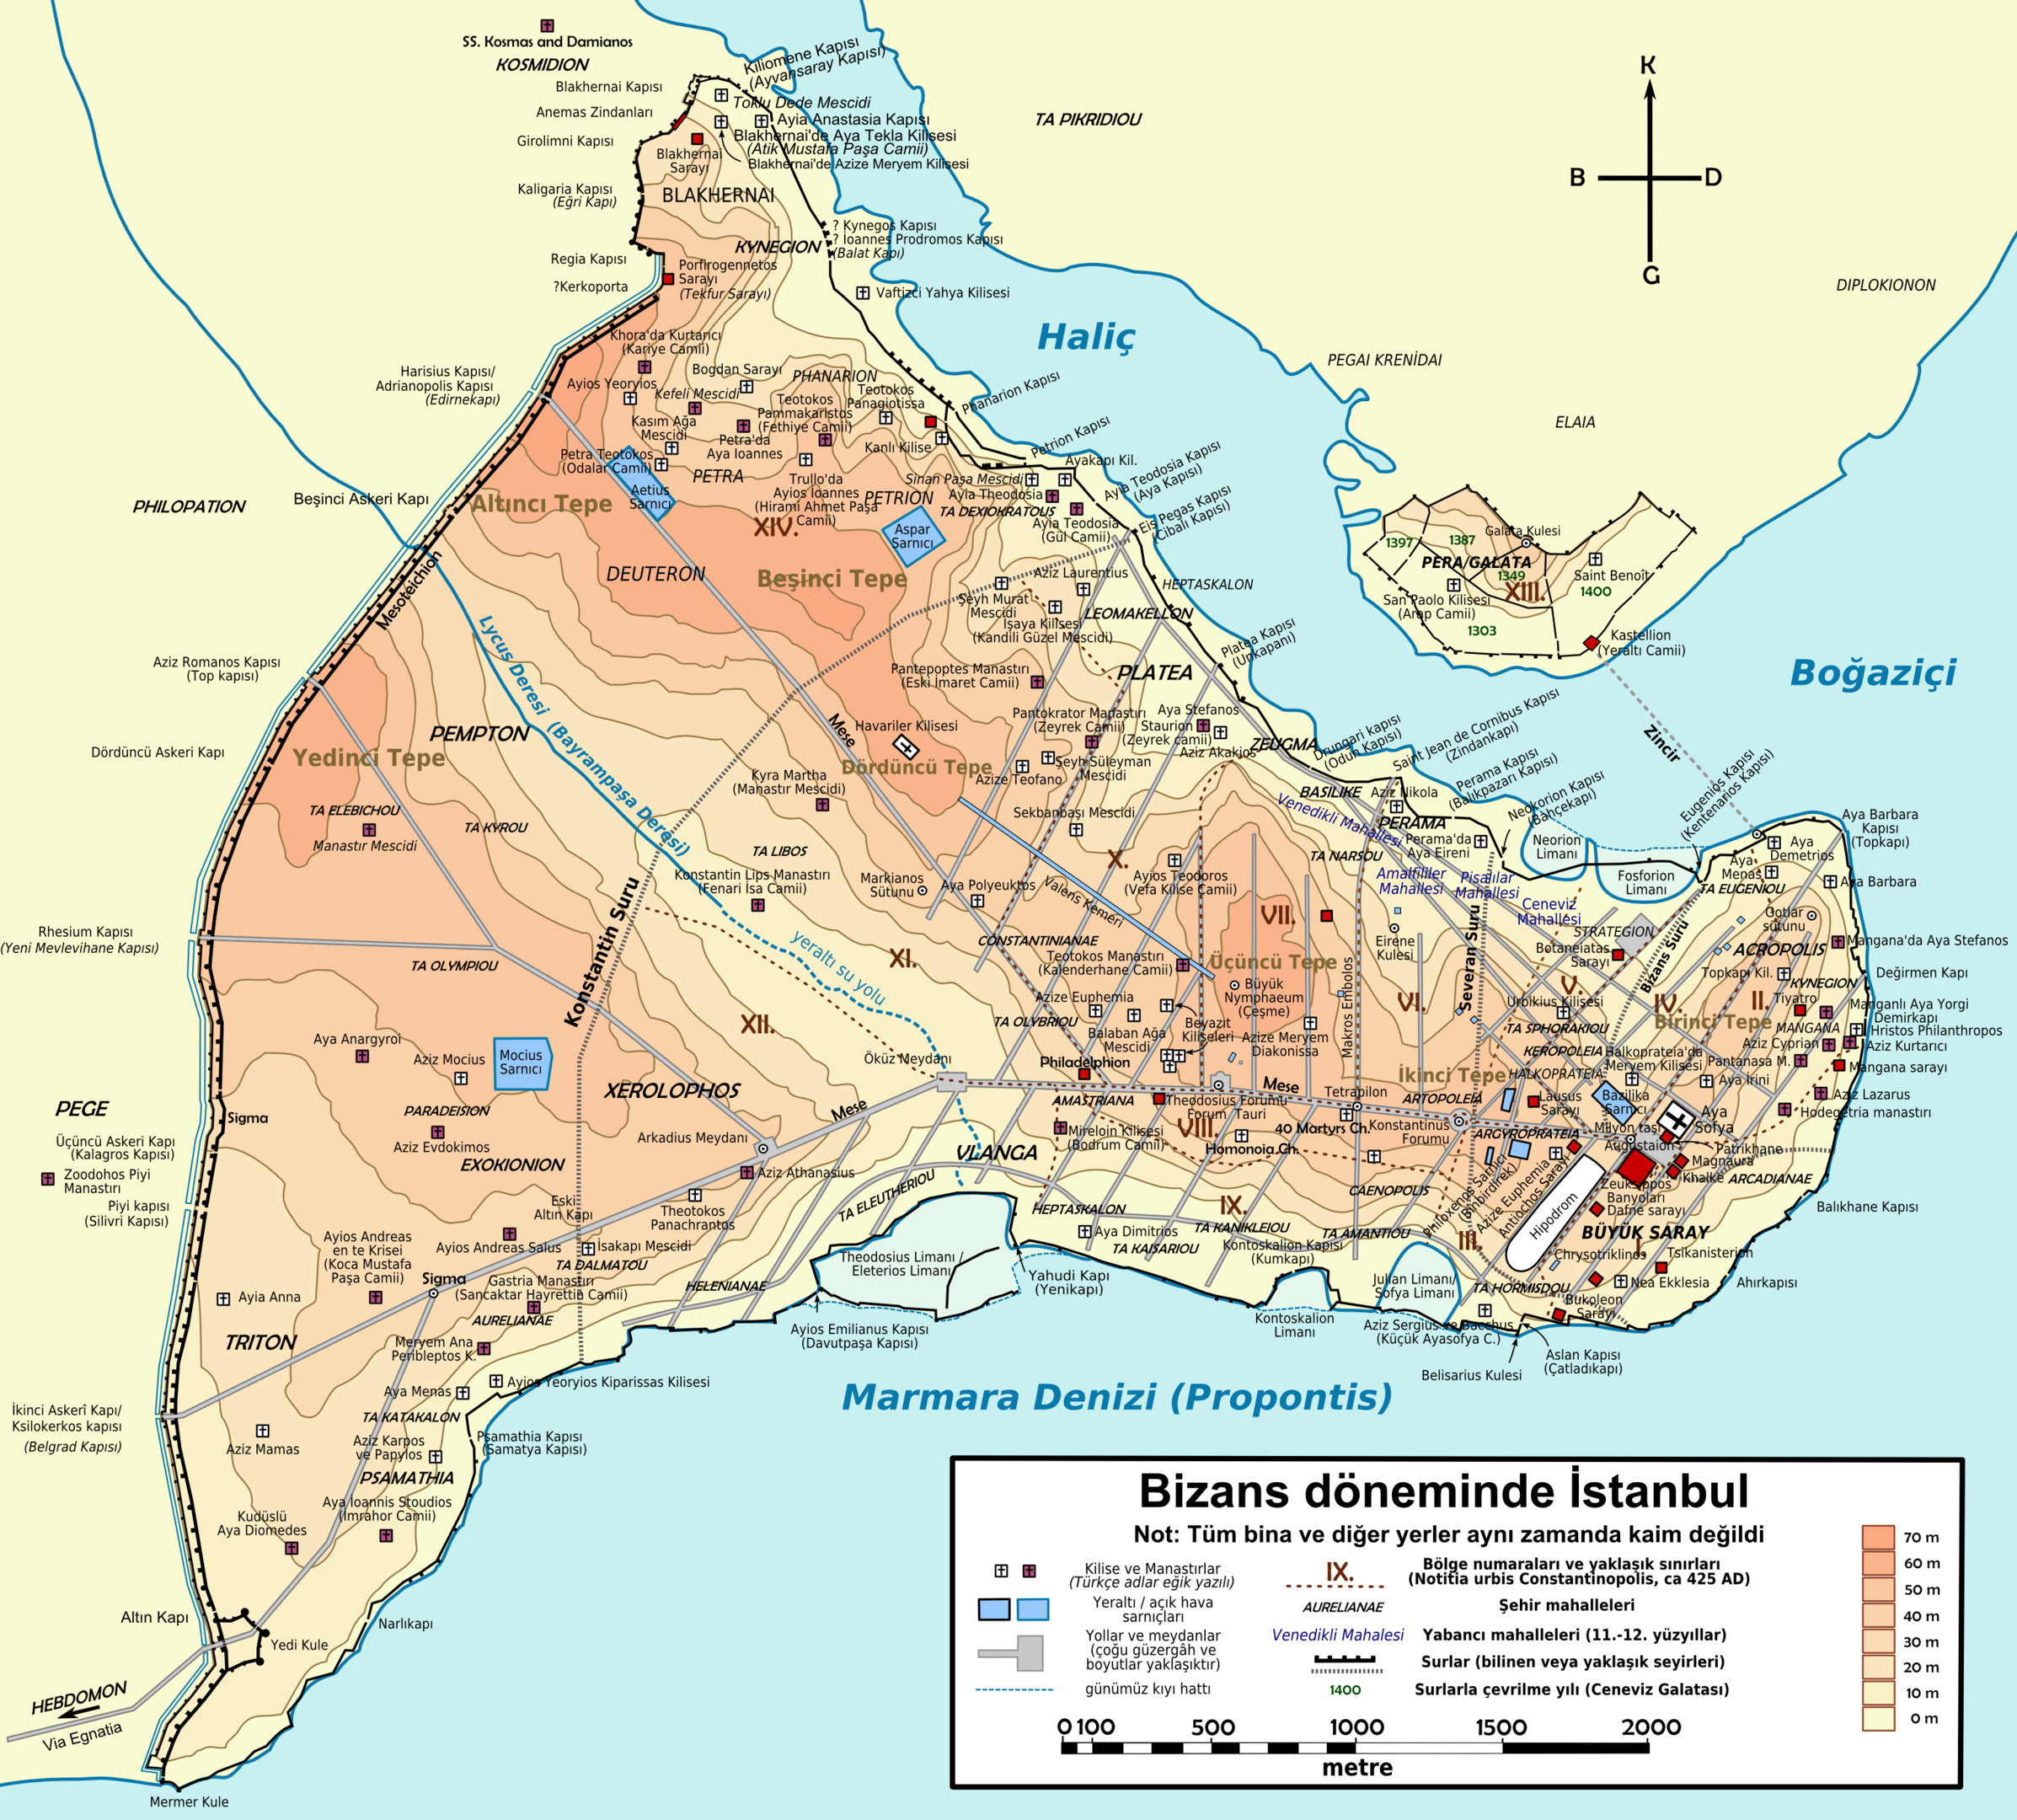 SS. Kosmas and Damianos
KOSMIDION
Blakhernai Kapısı
Anemas Zindanları
Girolimni Kapısı
Kaligaria Kapısı
(Eğri Kapı)
Regia Kapısı
?Kerkoporta
Kiliomene Kapısı
(Ayvansaray Kapısı)
Toklu Dede Mescidi
Ayia Anastasia Kapısı
Blakhernai'de Aya Tekla Kilisesi
(Atik Mustafa Paşa Camii)
Blakhernai'de Azize Meryem Kilisesi
Blakhernai
Sarayı
BLAKHERNAI
KYNEGION
? Kynegos Kapısı
? Ioannes Prodromos Kapısı
(Balat Kapı)
Porfirogennetos
Sarayı
(Tekfur Sarayı)
Vaftizci Yahya Kilisesi
TA PIKRIDIOU
K
B
D
G
DIPLOKIONON
Haliç
PEGAI KRENİDAI
ELAIA
Khora'da Kurtarıcı
(Kariye Camii)
Harisius Kapısı/
Adrianopolis Kapısı
(Edirnekapı)
Ayios Yeoryios
Bogdan Sarayı
Kefeli Mescidi
PHANARION
Teotokos
Panagiotissa
Phanarion Kapısı
Teotokos
Pammakaristos
(Fethiye Camii)
Kasım Ağa
Mescidi
Petra'da
Aya Ioannes
Kanlı Kilise
Petrion Kapısı
Ayakapı Kil.
Petra Teotokos
(Odalar Camii)
Aetius
Sarnıcı
PETRA
Trullo'da
Ayios İoannes
(Hirami Ahmet Paşa
Camii)
PETRION
Sinan Paşa Mescidi
Ayla Theodosia
TA DEXIOKRATOUS
Ayia Teodosia Kapısı
(Aya Kapısı)
Ayia Teodosia
(Gül Camii)
Eis Pegas Kapısı
(Cibali Kapısı)
PHILOPATION
Beşinci Askeri Kapı
Altıncı Tepe
XIV.
Aspar
Sarnıcı
Mesoteichion
DEUTERON
Beşinci Tepe
Aziz Laurentius
HEPTASKALON
Şeyh Murat
Mescidi
LEOMAKELLON
İşaya Kilisesi
(Kandili Güzel Mescidi)
Platea Kapısı
(Unkapanı)
PLATEA
1397
1387
Galata Kulesi
PERA/GALATA
1349
XIII.
Saint Benoît
1400
San Paolo Kilisesi
(Arap Camii)
1303
Kastellion
(Yeraltı Camii)
Boğaziçi
Zincir
Aziz Romanos Kapısı
(Top kapısı)
Lycus Deresi (Bayrampaşa Deresi)
Dördüncü Askeri Kapı
Yedinci Tepe
PEMPTON
Pantepoptes Manastırı
(Eski İmaret Camii)
Mese
Havariler Kilisesi
Dördüncü Tepe
Pantokrator Manastırı
(Zeyrek Camii)
Aya Stefanos
Staurion
(Zeyrek camii)
Aziz Akakios
ZEUGMA
Azize Teofano
Şeyh Süleyman
Mescidi
Drungari kapısı
(Odun Kapısı)
Saint Jean de Cornibus Kapısı
(Zindankapı)
Perama Kapısı
(Balıkpazarı Kapısı)
Neokorion Kapısı
(Bahçekapı)
Eugenios Kapısı
(Kentenarios Kapısı)
TA ELEBICHOU
Manastır Mescidi
TA KYROU
Kyra Martha
(Manastır Mescidi)
TA LIBOS
Sekbanbaşı Mescidi
BASILIKE
Aziz Nikola
Venedikli Mahallesi
PERAMA
Perama'da
Aya Eireni
Neorion
Limanı
Fosforion
Limanı
Aya Barbara
Kapısı
(Topkapı)
Aya
Demetrios
Aya
Menas
Aya Barbara
TA EUGENIOU
Konstantin Lips Manastırı
(Fenari İsa Camii)
Markianos
Sütunu
Aya Polyeuktos
Valens Kemeri
X.
Ayios Teodoros
(Vefa Kilise Camii)
TA NARSOU
Amalfililer
Mahallesi
Pisalılar
Mahallesi
Ceneviz
Mahallesi
STRATEGION
Gotlar
sütunu
VII.
Rhesium Kapısı
(Yeni Mevlevihane Kapısı)
TA OLYMPIOU
Konstantin Suru
yeraltı su yolu
XI.
CONSTANTINIANAE
Teotokos Manastırı
(Kalenderhane Camii)
Üçüncü Tepe
Eirene
Kulesi
Severan Suru
Botaneiatas
Sarayı
Bizans Suru
ACROPOLIS
Mangana'da Aya Stefanos
Topkapı Kil.
KYNEGION
Değirmen Kapı
Büyük
Nymphaeum
(Çeşme)
Makros Embolos
VI.
V.
Urbikius Kilisesi
IV.
II.
Tiyatro
Manganlı Aya Yorgi
Demirkapı
XII.
Azize Euphemia
TA OLYBRIOU
Balaban Ağa
Mescidi
Beyazıt
Kiliseleri
Azize Meryem
Diakonissa
TA SPHORAKIOU
Birinci Tepe
MANGANA
Hristos Philanthropos
Aziz Cyprian
Aziz Kurtarıcı
Aya Anargyroi
Aziz Mocius
Mocius
Sarnıcı
Öküz Meydanı
Philadelphion
Mese
Tetrapilon
İkinci Tepe
KEROPOLEIA
HALKOPRATEIA
Halkoprateia'da
Meryem Kilisesi
Pantanasa M.
Mangana sarayı
XEROLOPHOS
Mese
AMASTRIANA
Theodosius Forumu
Forum Tauri
ARTOPOLEIA
Lausus
Sarayı
Bazilika
Sarnıcı
Aya İrini
Aziz Lazarus
Hodegetria manastırı
PEGE
Sigma
PARADEISION
Aziz Evdokimos
Üçüncü Askeri Kapı
(Kalagros Kapısı)
Zoodohos Piyi
Manastırı
Piyi kapısı
(Silivri Kapısı)
EXOKIONION
Arkadius Meydanı
Mireloin Kilisesi
(Bodrum Camii)
VIII.
40 Martyrs Ch.
Konstantinus
Forumu
Homonoia Ch.
ARGYROPRATEIA
Milyon taşı
Augustaion
Aya
Sofya
Patrikhane
Magnaura
Khalke
ARCADIANAE
VLANGA
Aziz Athanasius
TA ELEUTHERIOU
CAENOPOLIS
Philoxenos Sarnıcı
(Binbirdirek)
Azize Euphemia
Antiochos Sarayı
Zeuksippos
Banyoları
Dafne sarayı
Hipodrom
Balıkhane Kapısı
Eski
Altın Kapı
Theotokos
Panachrantos
HEPTASKALON
Aya Dimitrios
IX.
TA KANIKLEIOU
TA KAISARIOU
Kontoskalion Kapısı
(Kumkapı)
TA AMANTIOU
III.
BÜYÜK SARAY
I.
Chrysotriklinos
Tsikanisterion
Ayios Andreas
en te Krisei
(Koca Mustafa
Paşa Camii)
Ayios Andreas Salus
İsakapı Mescidi
TA DALMATOU
Sigma
Gastria Manastırı
(Sancaktar Hayrettin Camii)
HELENIANAE
Theodosius Limanı /
Eleterios Limanı
Yahudi Kapı
(Yenikapı)
Julian Limanı/
Sofya Limanı
TA HORMISDOU
Nea Ekklesia
Ahırkapısı
Bukoleon
Sarayı
Ayia Anna
AURELIANAE
TRITON
Meryem Ana
Peribleptos K.
Ayios Emilianus Kapısı
(Davutpaşa Kapısı)
Kontoskalion
Limanı
Aziz Sergius ve Bacchus
(Küçük Ayasofya C.)
Aslan Kapısı
(Çatladıkapı)
Belisarius Kulesi
Aya Menas
Ayios Yeoryios Kiparissas Kilisesi
Marmara Denizi (Propontis)
İkinci Askerî Kapı/
Ksilokerkos kapısı
(Belgrad Kapısı)
TA KATAKALON
Aziz Mamas
Aziz Karpos
ve Papylos
Psamathia Kapısı
(Samatya Kapısı)
PSAMATHIA
Aya İoannis Stoudios
(İmrahor Camii)
Kudüslü
Aya Diomedes
Altın Kapı
Yedi Kule
Narlıkapı
HEBDOMON
Via Egnatia
Mermer Kule
Bizans döneminde İstanbul
Not: Tüm bina ve diğer yerler aynı zamanda kaim değildi
Kilise ve Manastırlar
(Türkçe adlar eğik yazılı)
Yeraltı / açık hava
sarnıçları
Yollar ve meydanlar
(çoğu güzergâh ve
boyutlar yaklaşıktır)
günümüz kıyı hattı
IX.
Bölge numaraları ve yaklaşık sınırları
(Notitia urbis Constantinopolis, ca 425 AD)
AURELIANAE
Şehir mahalleleri
Venedikli Mahalesi
Yabancı mahalleleri (11.-12. yüzyıllar)
Surlar (bilinen veya yaklaşık seyirleri)
1400
Surlarla çevrilme yılı (Ceneviz Galatası)
70 m
60 m
50 m
40 m
30 m
20 m
10 m
0 m
0 100 500 1000 1500 2000
metre